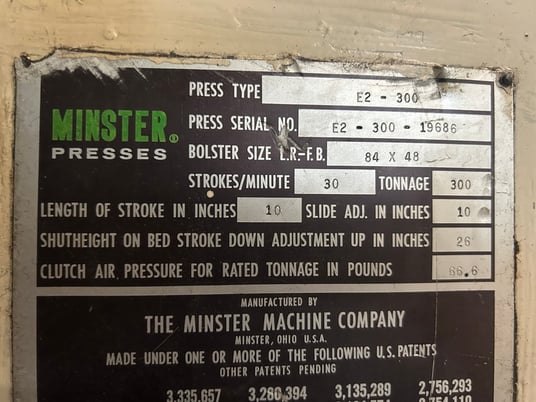 MINSTER®
PRESSES
PRESS TYPE E2 - 300
PRESS SERIAL NO. E2 - 300 - 19686
BOLSTER SIZE L.R.-F.B. 84 X 48
STROKES/MINUTE 30 TONNAGE 300
LENGTH OF STROKE IN INCHES 10 SLIDE ADJ. IN INCHES 10
SHUTHEIGHT ON BED STROKE DOWN ADJUSTMENT UP IN INCHES 26
CLUTCH AIR PRESSURE FOR RATED TONNAGE IN POUNDS 66.6
MANUFACTURED BY
THE MINSTER MACHINE COMPANY
MINSTER, OHIO U.S.A.
MADE UNDER ONE OR MORE OF THE FOLLOWING U.S. PATENTS
OTHER PATENTS PENDING
3,335,657 3,280,394 3,135,289 2,756,293